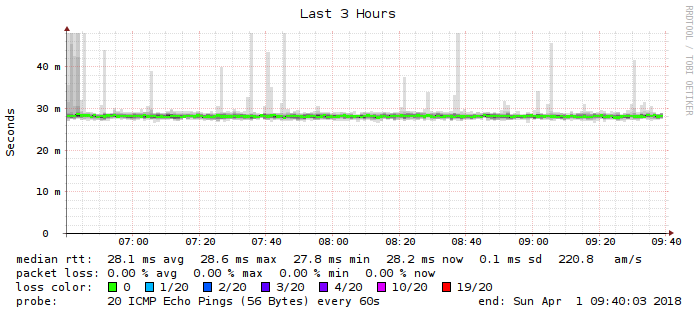 Last 3 Hours
RRDTOOL / TOBI OETIKER
Seconds
40 m
30 m
20 m
10 m
0
07:00 07:20 07:40 08:00 08:20 08:40 09:00 09:20 09:40
median rtt: 28.1 ms avg 28.6 ms max 27.8 ms min 28.2 ms now 0.1 ms sd 220.8 am/s
packet loss: 0.00 % avg 0.00 % max 0.00 % min 0.00 % now
loss color: 0 1/20 2/20 3/20 4/20 10/20 19/20
probe: 20 ICMP Echo Pings (56 Bytes) every 60s end: Sun Apr 1 09:40:03 2018